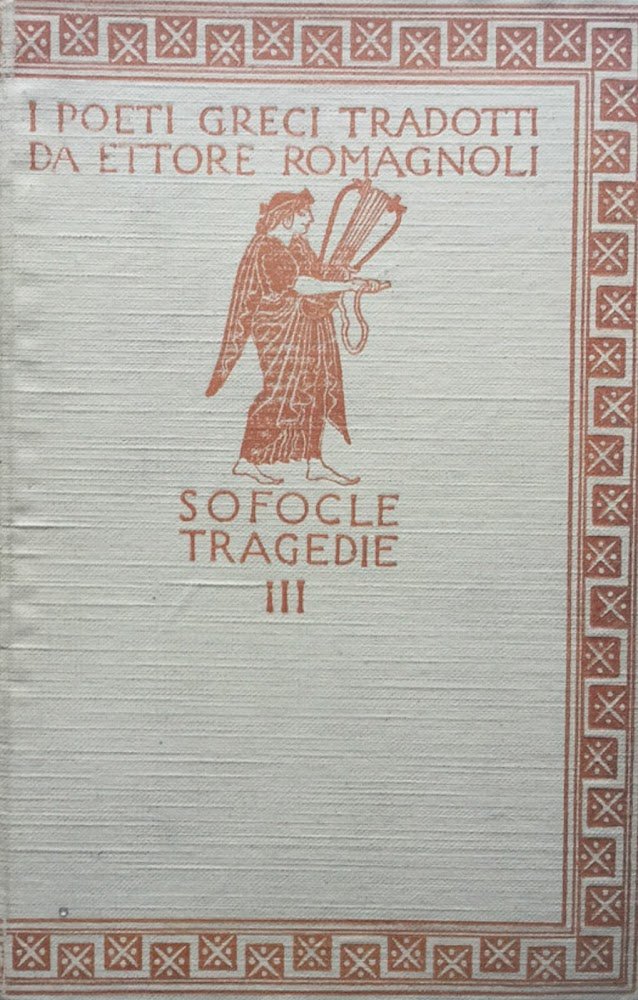 I POETI GRECI TRADOTTI
DA ETTORE ROMAGNOLI
SOFOCLE
TRAGEDIE
III